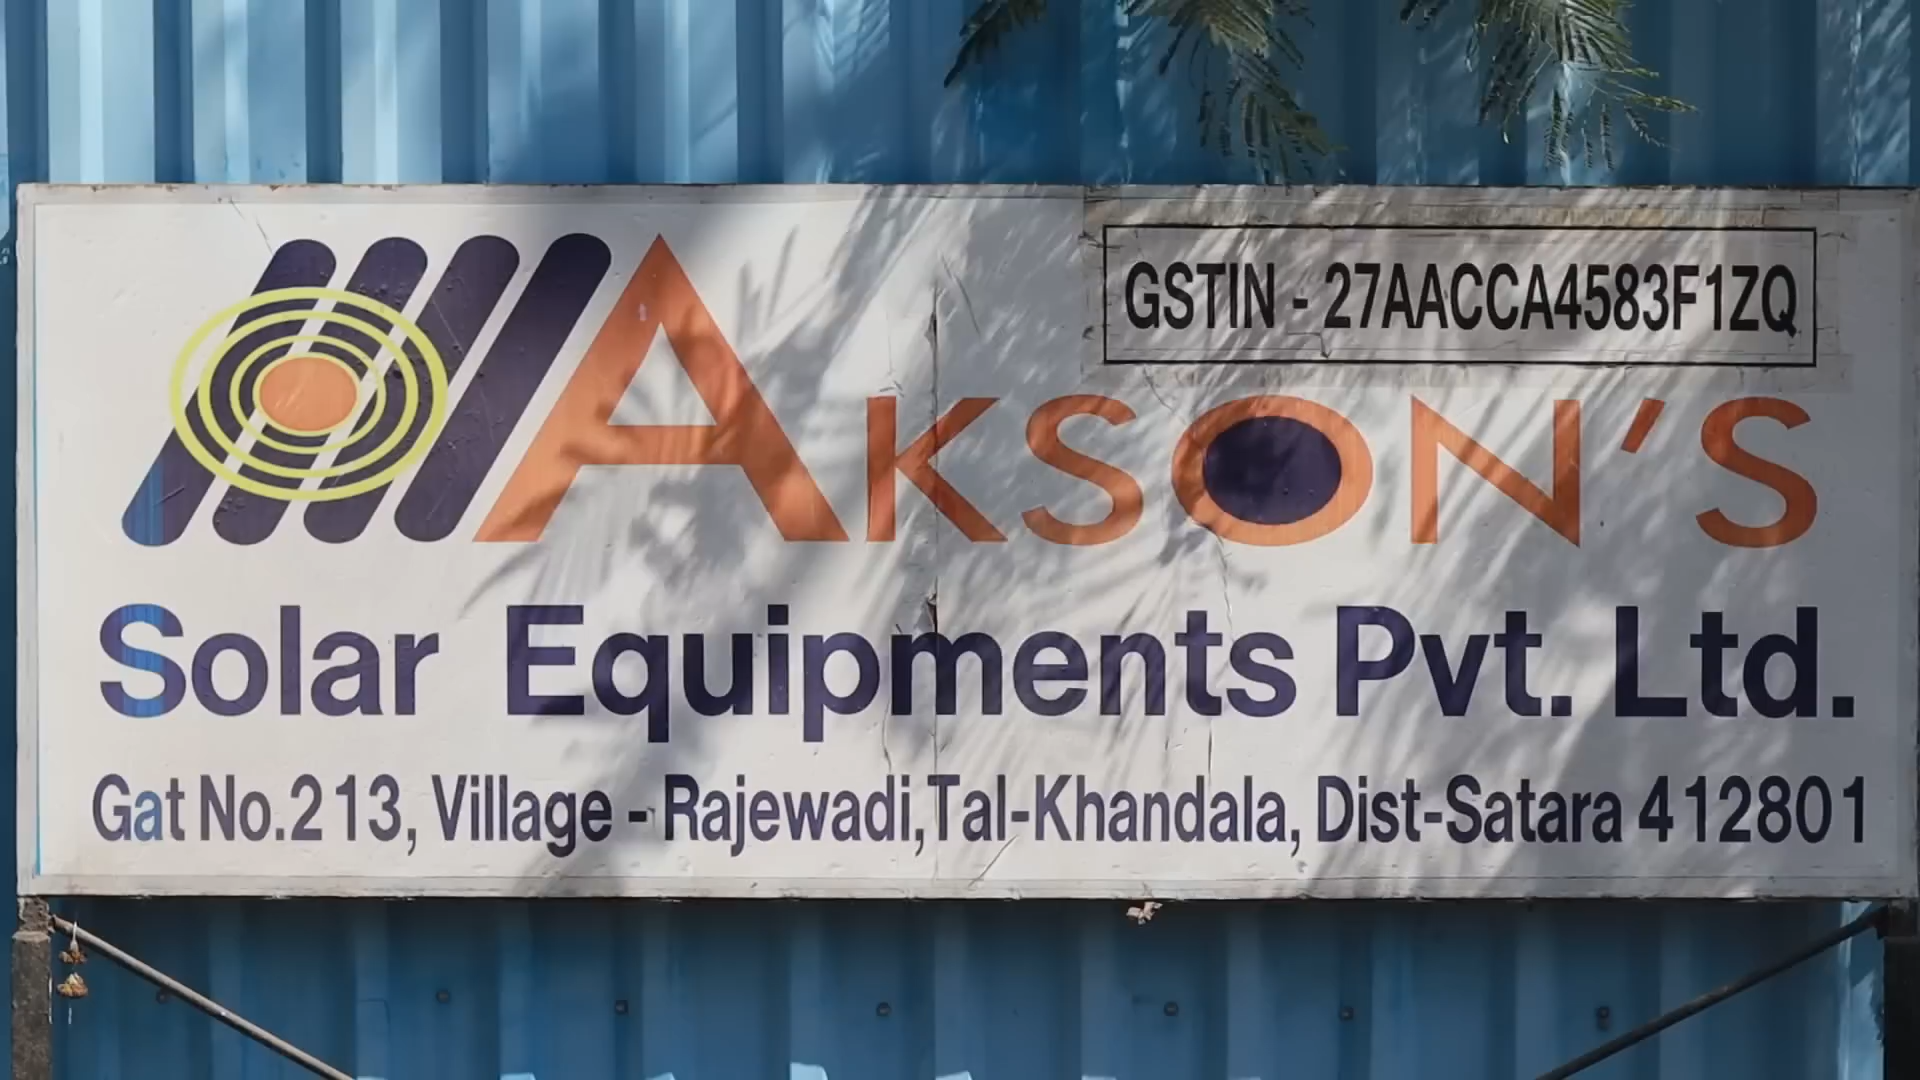 GSTIN - 27AACCA4583F1ZQ
AKSON'S
Solar Equipments Pvt. Ltd.
Gat No.213, Village - Rajewadi,Tal-Khandala, Dist-Satara 412801